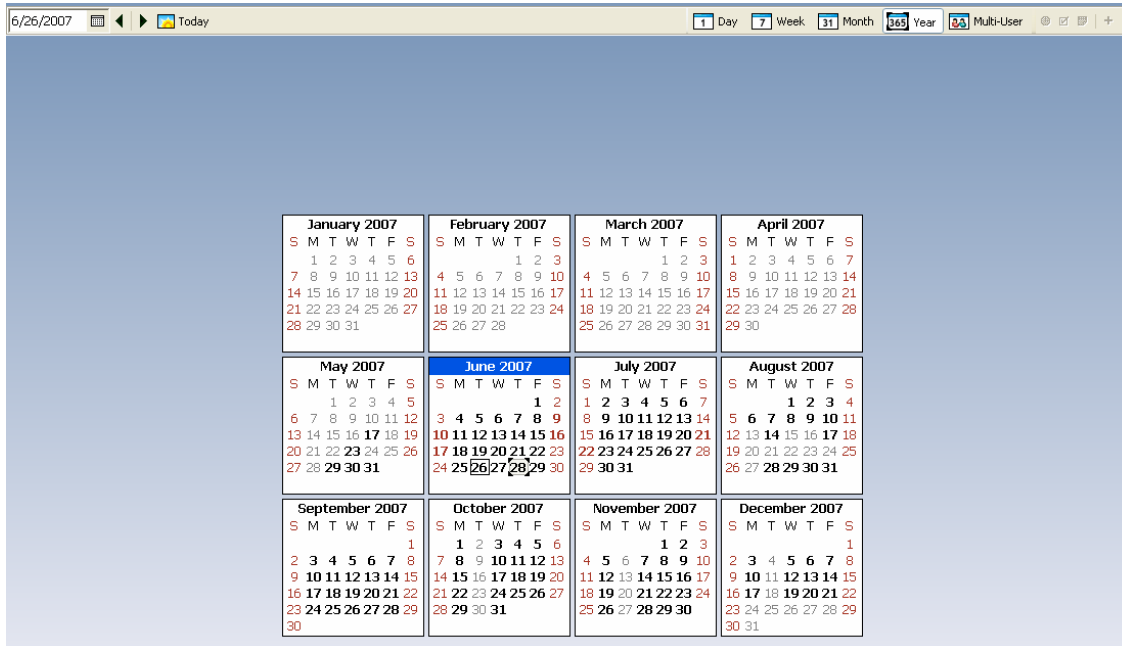 6/26/2007 Today 1 Day 7 Week 31 Month 365 Year Multi-User
January 2007 February 2007 March 2007 April 2007
S M T W T F S S M T W T F S S M T W T F S S M T W T F S
1 2 3 4 5 6 1 2 3 1 2 3 1 2 3 4 5 6 7
7 8 9 10 11 12 13 4 5 6 7 8 9 10 4 5 6 7 8 9 10 8 9 10 11 12 13 14
14 15 16 17 18 19 20 11 12 13 14 15 16 17 11 12 13 14 15 16 17 15 16 17 18 19 20 21
21 22 23 24 25 26 27 18 19 20 21 22 23 24 18 19 20 21 22 23 24 22 23 24 25 26 27 28
28 29 30 31 25 26 27 28 25 26 27 28 29 30 31 29 30
May 2007 June 2007 July 2007 August 2007
S M T W T F S S M T W T F S S M T W T F S S M T W T F S
1 2 3 4 5 1 2 1 2 3 4 5 6 7 1 2 3 4
6 7 8 9 10 11 12 3 4 5 6 7 8 9 8 9 10 11 12 13 14 5 6 7 8 9 10 11
13 14 15 16 17 18 19 10 11 12 13 14 15 16 15 16 17 18 19 20 21 12 13 14 15 16 17 18
20 21 22 23 24 25 26 17 18 19 20 21 22 23 22 23 24 25 26 27 28 19 20 21 22 23 24 25
27 28 29 30 31 24 25 26 27 28 29 30 29 30 31 26 27 28 29 30 31
September 2007 October 2007 November 2007 December 2007
S M T W T F S S M T W T F S S M T W T F S S M T W T F S
1 1 2 3 4 5 6 1 2 3 1
2 3 4 5 6 7 8 7 8 9 10 11 12 13 4 5 6 7 8 9 10 2 3 4 5 6 7 8
9 10 11 12 13 14 15 14 15 16 17 18 19 20 11 12 13 14 15 16 17 9 10 11 12 13 14 15
16 17 18 19 20 21 22 21 22 23 24 25 26 27 18 19 20 21 22 23 24 16 17 18 19 20 21 22
23 24 25 26 27 28 29 28 29 30 31 25 26 27 28 29 30 23 24 25 26 27 28 29
30 30 31